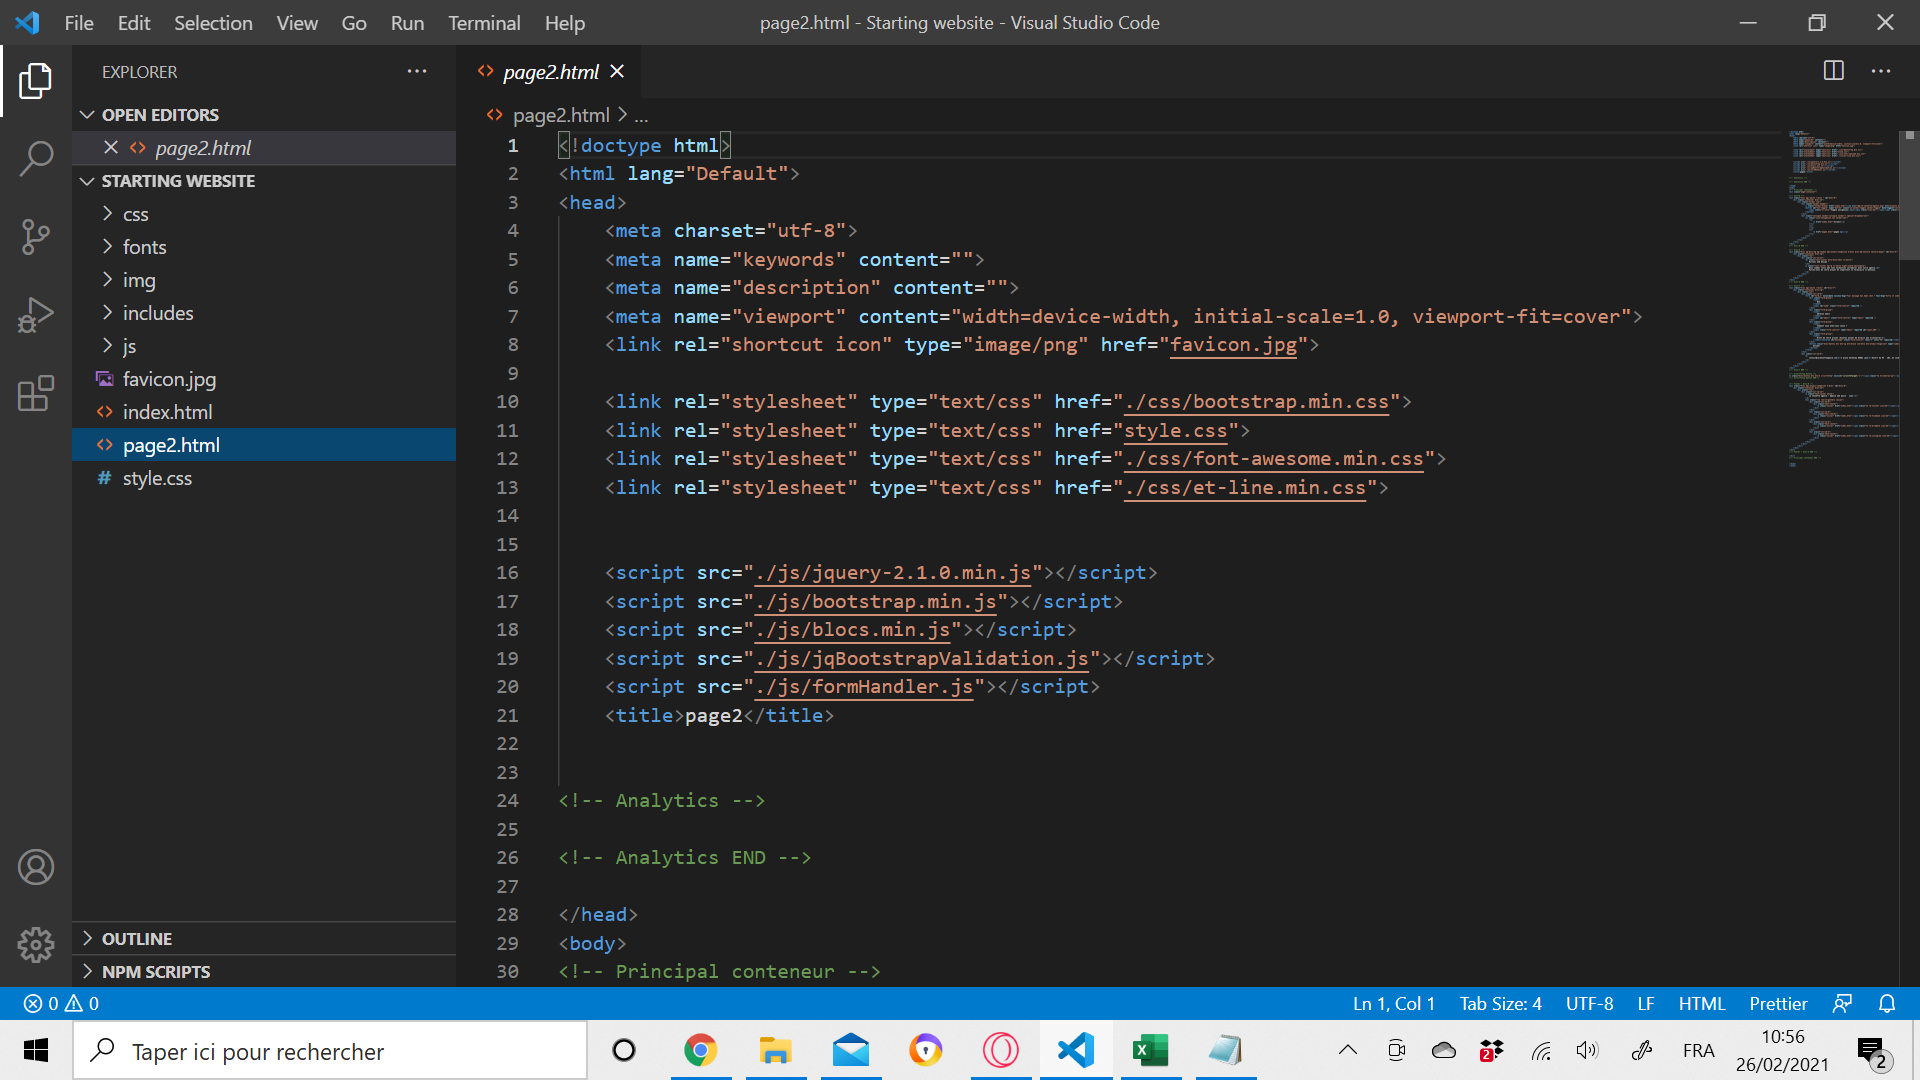 File Edit Selection View Go Run Terminal Help
page2.html - Starting website - Visual Studio Code
EXPLORER
OPEN EDITORS
page2.html
STARTING WEBSITE
css
fonts
img
includes
js
favicon.jpg
index.html
page2.html
style.css
OUTLINE
NPM SCRIPTS
page2.html
page2.html > ...
1 <!doctype html>
2 <html lang="Default">
3 <head>
4 <meta charset="utf-8">
5 <meta name="keywords" content="">
6 <meta name="description" content="">
7 <meta name="viewport" content="width=device-width, initial-scale=1.0, viewport-fit=cover">
8 <link rel="shortcut icon" type="image/png" href="favicon.jpg">
9
10 <link rel="stylesheet" type="text/css" href="./css/bootstrap.min.css">
11 <link rel="stylesheet" type="text/css" href="style.css">
12 <link rel="stylesheet" type="text/css" href="./css/font-awesome.min.css">
13 <link rel="stylesheet" type="text/css" href="./css/et-line.min.css">
14
15
16 <script src="./js/jquery-2.1.0.min.js"></script>
17 <script src="./js/bootstrap.min.js"></script>
18 <script src="./js/blocs.min.js"></script>
19 <script src="./js/jqBootstrapValidation.js"></script>
20 <script src="./js/formHandler.js"></script>
21 <title>page2</title>
22
23
24 <!-- Analytics -->
25
26 <!-- Analytics END -->
27
28 </head>
29 <body>
30 <!-- Principal conteneur -->
0 0
Ln 1, Col 1 Tab Size: 4 UTF-8 LF HTML Prettier
Taper ici pour rechercher
2
FRA
10:56
26/02/2021
2